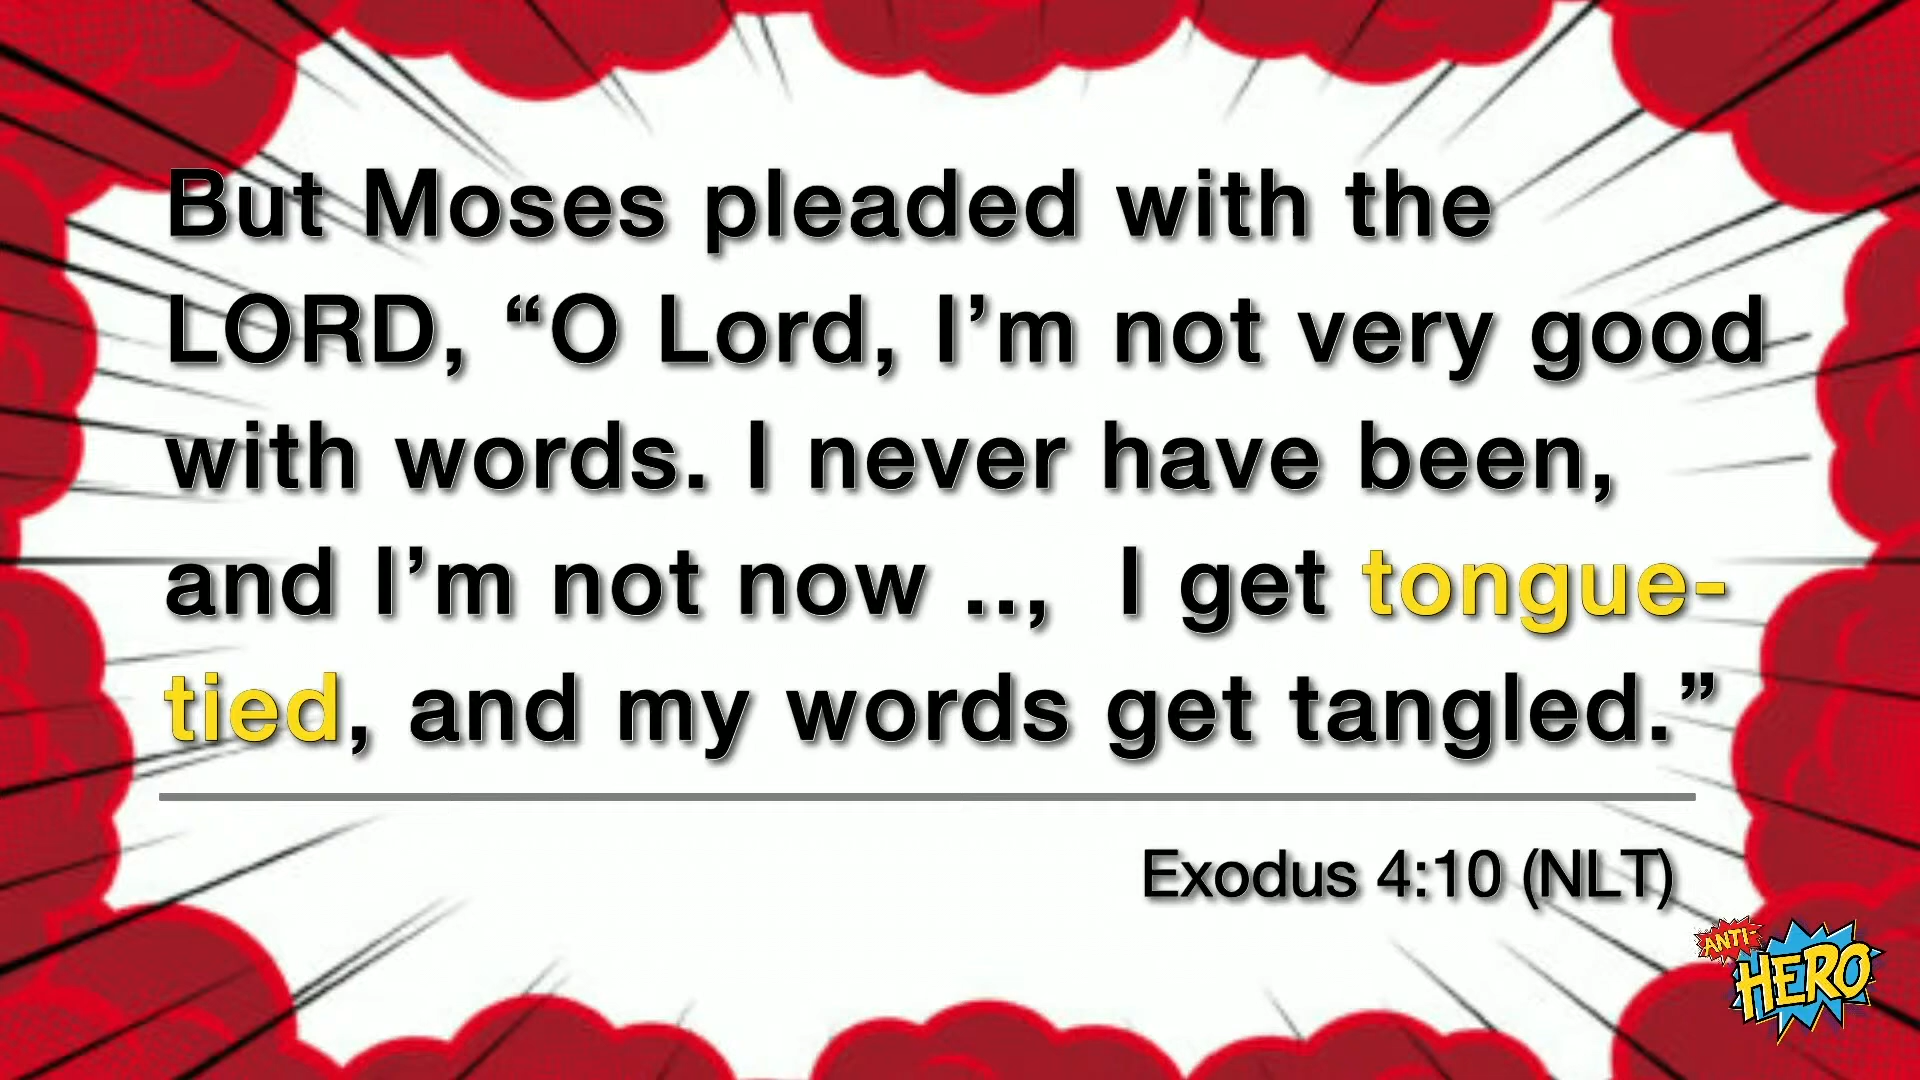 But Moses pleaded with the
LORD, “O Lord, I’m not very good
with words. I never have been,
and I’m not now ..,  I get tongue-
tied, and my words get tangled.”
Exodus 4:10 (NLT)
ANTI-
HERO